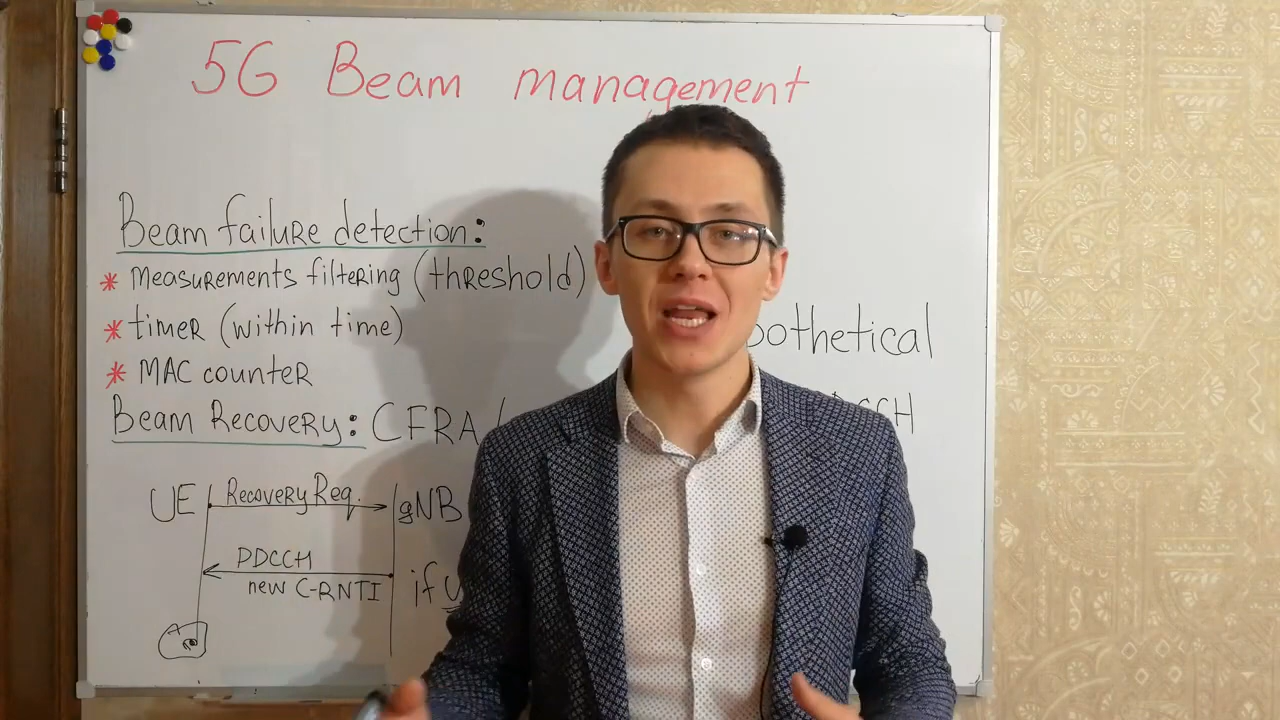 5G Beam management
Beam failure detection:
* measurements filtering (threshold)
* timer (within time)
* MAC counter
Beam Recovery: CFRA/
UE Recovery Req. gNB
PDCCH
new C-RNTI if